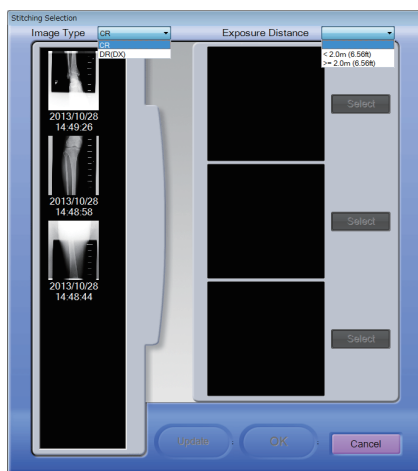 Stitching Selection
Image Type CR Exposure Distance
CR
DR(DX)
< 2.0m (6.56ft)
>= 2.0m (6.56ft)
Select
2013/10/28
14:49:26
2013/10/28
14:48:58
Select
2013/10/28
14:48:44
Select
Update OK Cancel